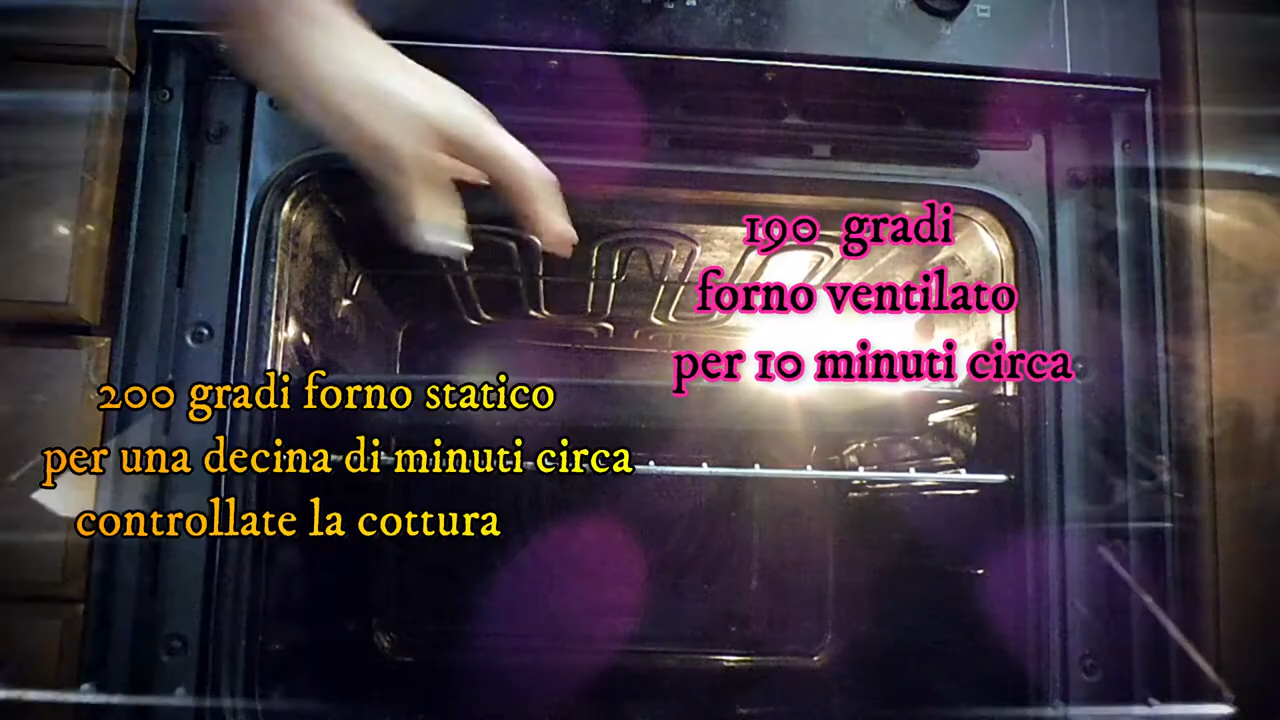 190 gradi
forno ventilato
per 10 minuti circa
200 gradi forno statico
per una decina di minuti circa
controllate la cottura